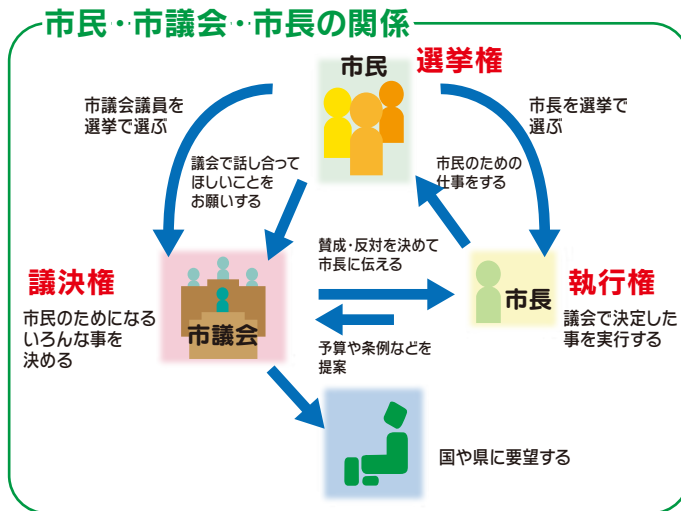 市民・市議会・市長の関係
市民
選挙権
市議会議員を
選挙で選ぶ
市長を選挙で
選ぶ
議会で話し合って
ほしいことを
お願いする
市民のための
仕事をする
賛成・反対を決めて
市長に伝える
議決権
市民のためになる
いろんな事を
決める
市議会
市長
執行権
議会で決定した
事を実行する
予算や条例などを
提案
国や県に要望する